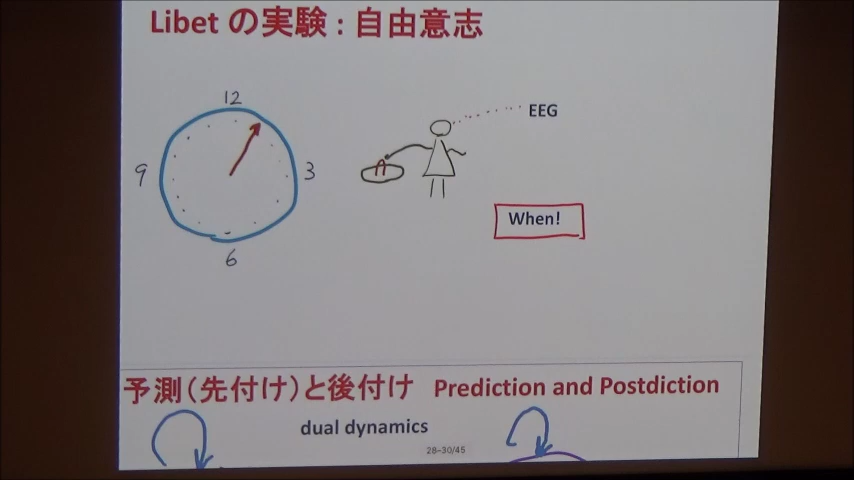 Libet の実験 : 自由意志
12
9
3
6
EEG
When!
予測(先付け)と後付け Prediction and Postdiction
dual dynamics
28–30/45